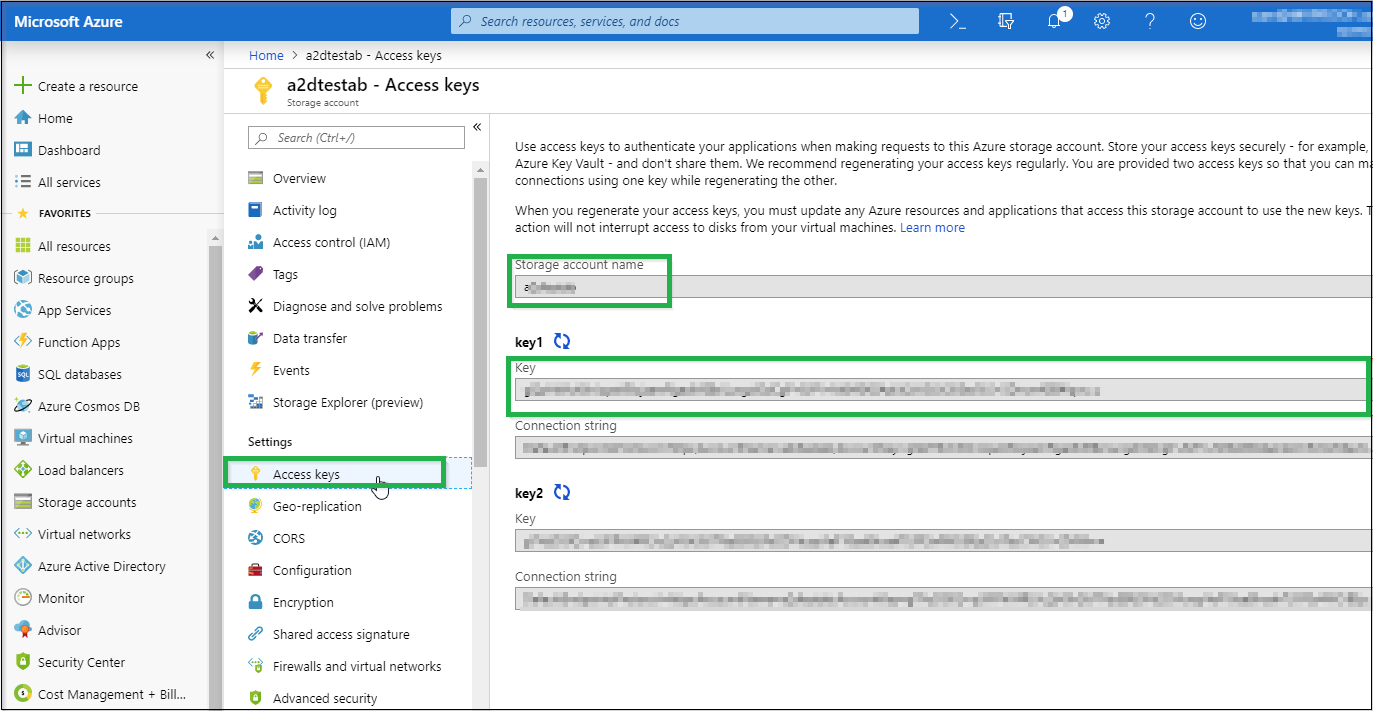 Microsoft Azure
Search resources, services, and docs
1
Home > a2dtestab - Access keys
a2dtestab - Access keys
Storage account
Create a resource
Home
Dashboard
All services
FAVORITES
All resources
Resource groups
App Services
Function Apps
SQL databases
Azure Cosmos DB
Virtual machines
Load balancers
Storage accounts
Virtual networks
Azure Active Directory
Monitor
Advisor
Security Center
Cost Management + Bill...
Search (Ctrl+/)
Overview
Activity log
Access control (IAM)
Tags
Diagnose and solve problems
Data transfer
Events
Storage Explorer (preview)
Settings
Access keys
Geo-replication
CORS
Configuration
Encryption
Shared access signature
Firewalls and virtual networks
Advanced security
Use access keys to authenticate your applications when making requests to this Azure storage account. Store your access keys securely - for example,
Azure Key Vault - and don't share them. We recommend regenerating your access keys regularly. You are provided two access keys so that you can ma
connections using one key while regenerating the other.
When you regenerate your access keys, you must update any Azure resources and applications that access this storage account to use the new keys. T
action will not interrupt access to disks from your virtual machines. Learn more
Storage account name
key1
Key
Connection string
key2
Key
Connection string